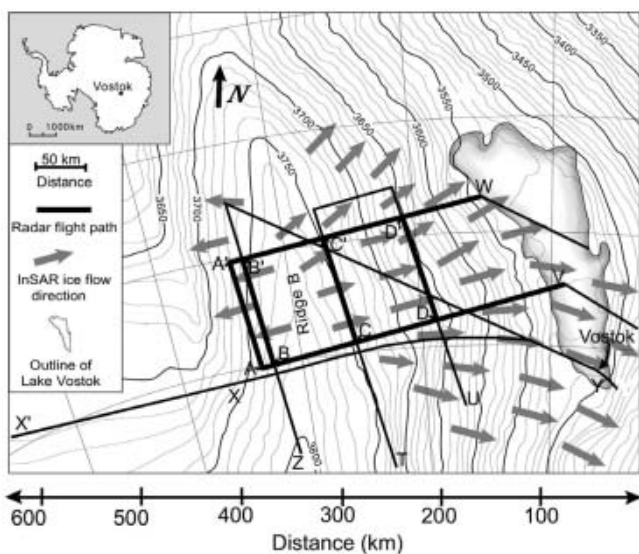 Vostok
0 1000km
50 km
Distance
Radar flight path
InSAR ice flow
direction
Outline of
Lake Vostok
N
3350
3400
3450
3500
3550
3600
3650
3700
3750
3700
3650
W
D'
C'
A'
B'
Ridge B
V
Vostok
D
C
B
A
X
Y
U
X'
Z
T
3800
600 500 400 300 200 100
Distance (km)